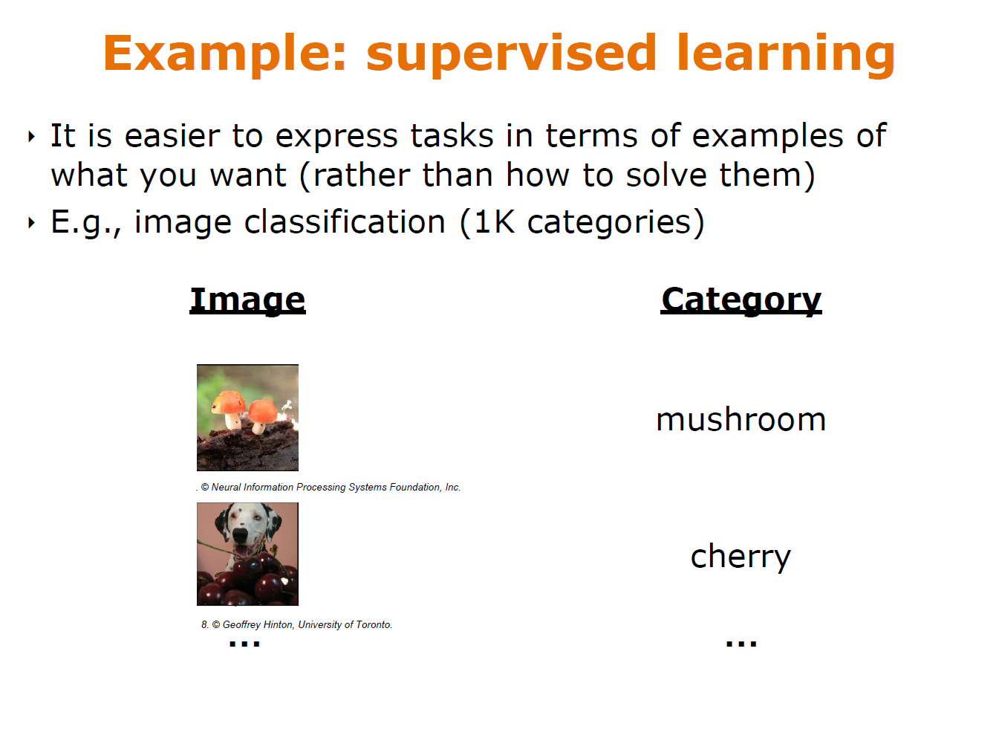 Example: supervised learning
‣ It is easier to express tasks in terms of examples of
what you want (rather than how to solve them)
‣ E.g., image classification (1K categories)
Image
Category
mushroom
. © Neural Information Processing Systems Foundation, Inc.
cherry
8. © Geoffrey Hinton, University of Toronto.
...
...